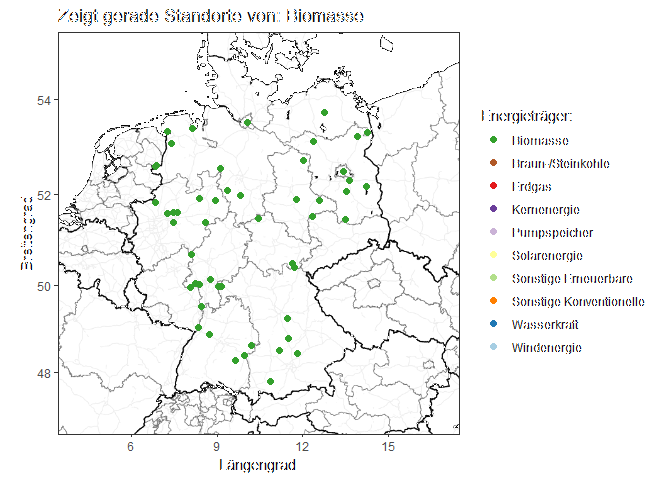 Zeigt gerade Standorte von: Biomasse
54
52
50
48
Breitengrad
6
9
12
15
Längengrad
Energieträger:
Biomasse
Braun-/Steinkohle
Erdgas
Kernenergie
Pumpspeicher
Solarenergie
Sonstige Erneuerbare
Sonstige Konventionelle
Wasserkraft
Windenergie